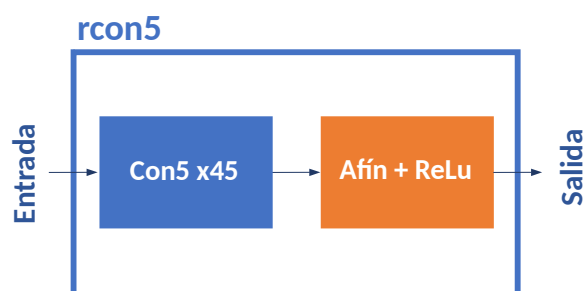 rcon5
Entrada
Con5 x45
Afín + ReLu
Salida